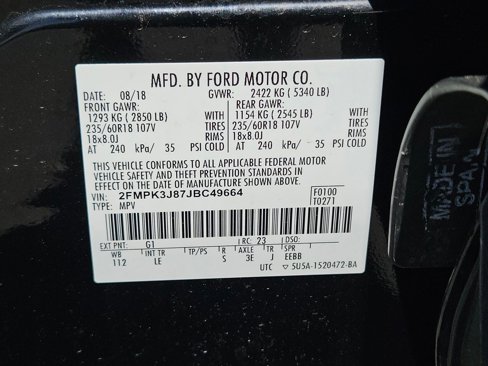 MFD. BY FORD MOTOR CO.
DATE: 08/18 GVWR: 2422 KG ( 5340 LB)
FRONT GAWR: REAR GAWR:
1293 KG ( 2850 LB) WITH 1154 KG ( 2545 LB) WITH
235/60R18 107V TIRES 235/60R18 107V TIRES
18x8.0J RIMS 18x8.0J RIMS
AT 240 kPa/ 35 PSI COLD AT 240 kPa/ 35 PSI COLD
THIS VEHICLE CONFORMS TO ALL APPLICABLE FEDERAL MOTOR
VEHICLE SAFETY AND THEFT PREVENTION STANDARDS IN
EFFECT ON THE DATE OF MANUFACTURE SHOWN ABOVE.
VIN: 2FMPK3J87JBC49664 F0100
TYPE: MPV T0271
EXT PNT: G1 RC: 23 DSO:
WB INT TR TP/PS R AXLE TR SPR
112 LE S 3E J EEBB
UTC ▽ 5U5A-1520472-BA
MADE IN
SPAIN